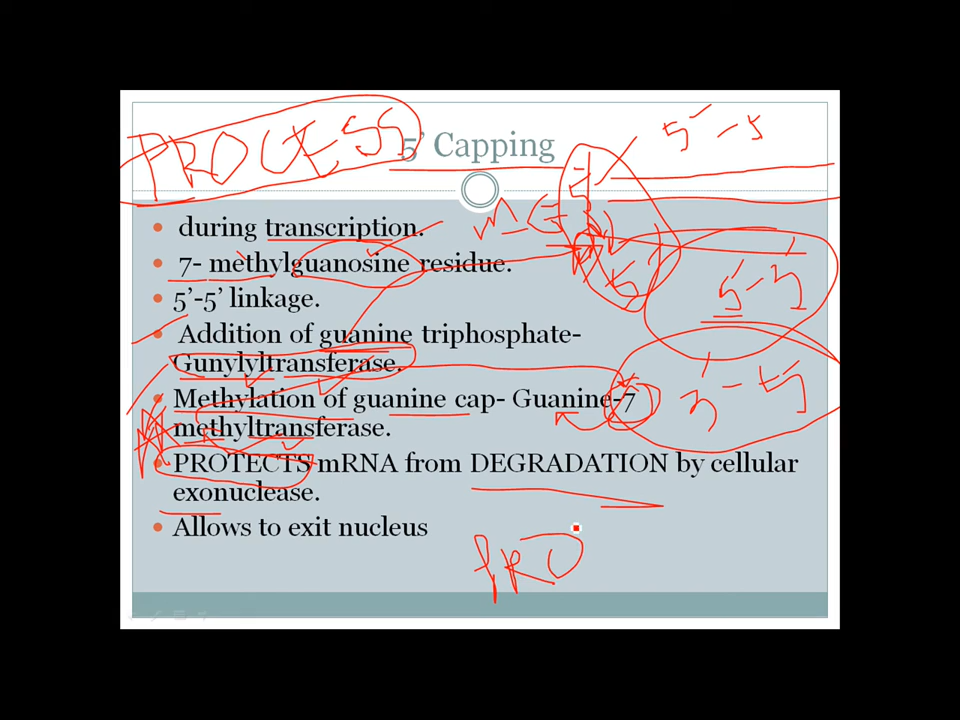 PROCESS
5' - 5
5' Capping
• during transcription.
• 7- methylguanosine residue.
• 5'-5' linkage.
5' - 3'
• Addition of guanine triphosphate-
Gunylyltransferase.
• Methylation of guanine cap- Guanine-7
methyltransferase.
3' - 5
• PROTECTS mRNA from DEGRADATION by cellular
exonuclease.
• Allows to exit nucleus
PRO